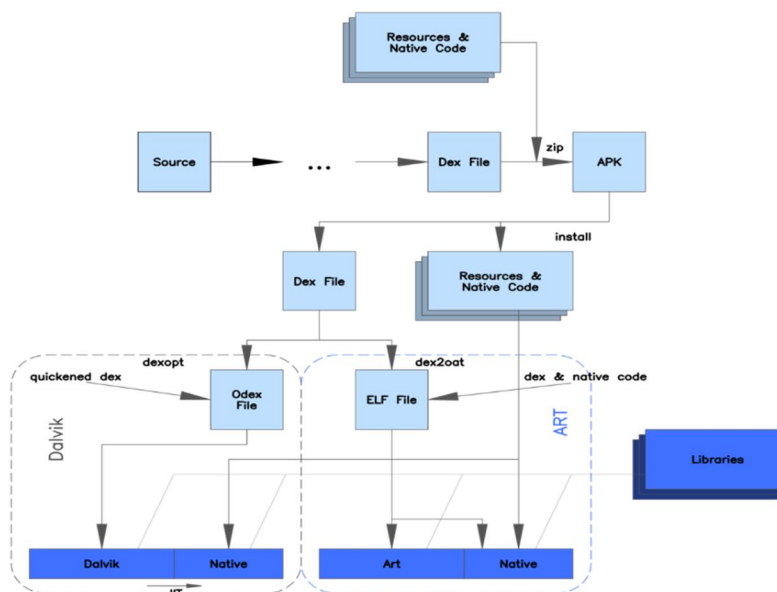 Resources &
Native Code
Source
...
Dex File
zip
APK
install
Dex File
Resources &
Native Code
dexopt
dex2oat
quickened dex
Odex
File
ELF File
dex & native code
Dalvik
ART
Libraries
Dalvik
Native
Art
Native